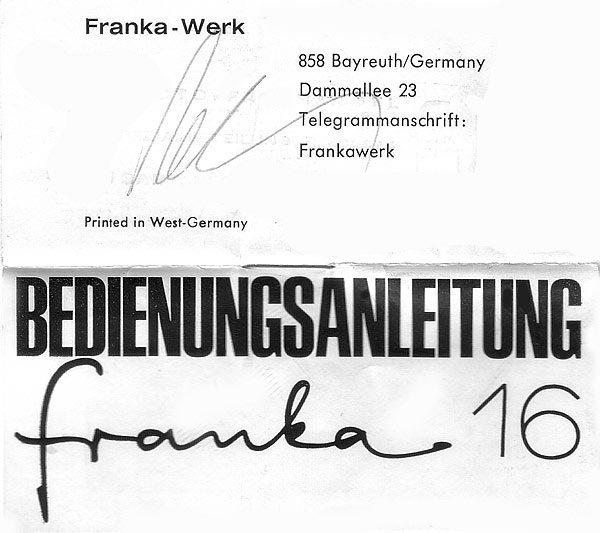 Franka-Werk
858 Bayreuth/Germany
Dammallee 23
Telegrammanschrift:
Frankawerk
Printed in West-Germany
BEDIENUNGSANLEITUNG
franka 16